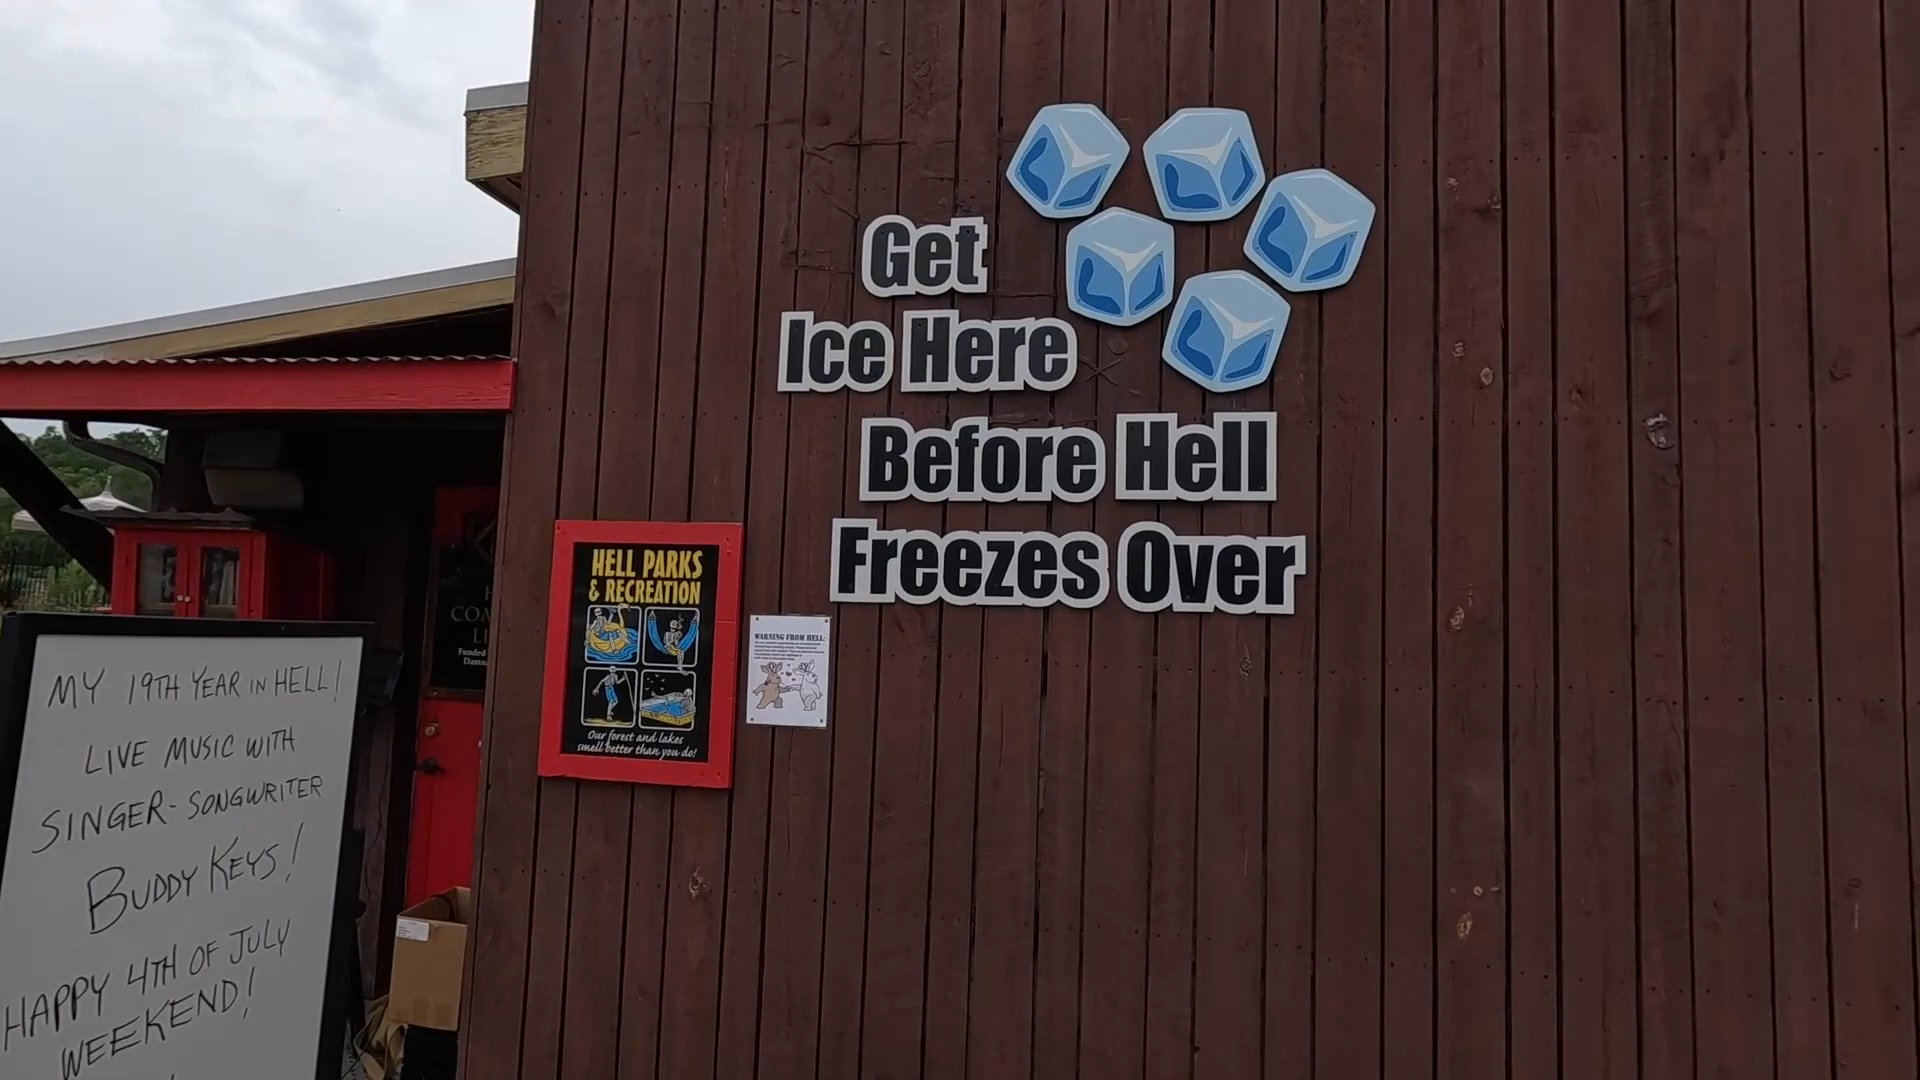 Get
Ice Here
Before Hell
Freezes Over
HELL PARKS
& RECREATION
Our forest and lakes
smell better than you do!
WARNING FROM HELL:
MY 19TH YEAR IN HELL!
LIVE MUSIC WITH
SINGER-SONGWRITER
BUDDY KEYS!
HAPPY 4TH OF JULY
WEEKEND!
Funded